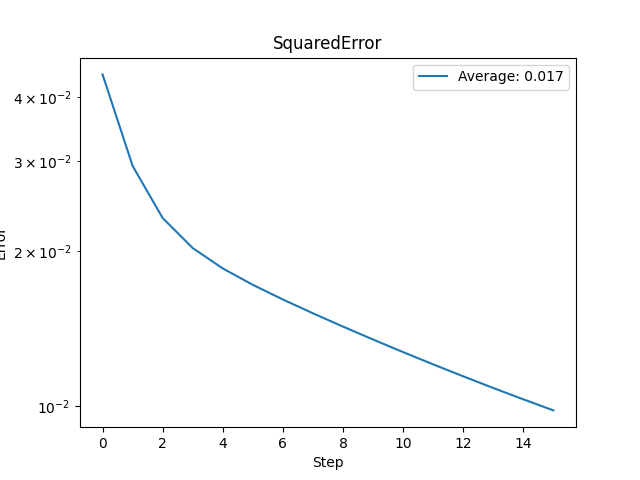 SquaredError
Average: 0.017
4 × 10⁻²
3 × 10⁻²
2 × 10⁻²
10⁻²
Error
0 2 4 6 8 10 12 14
Step